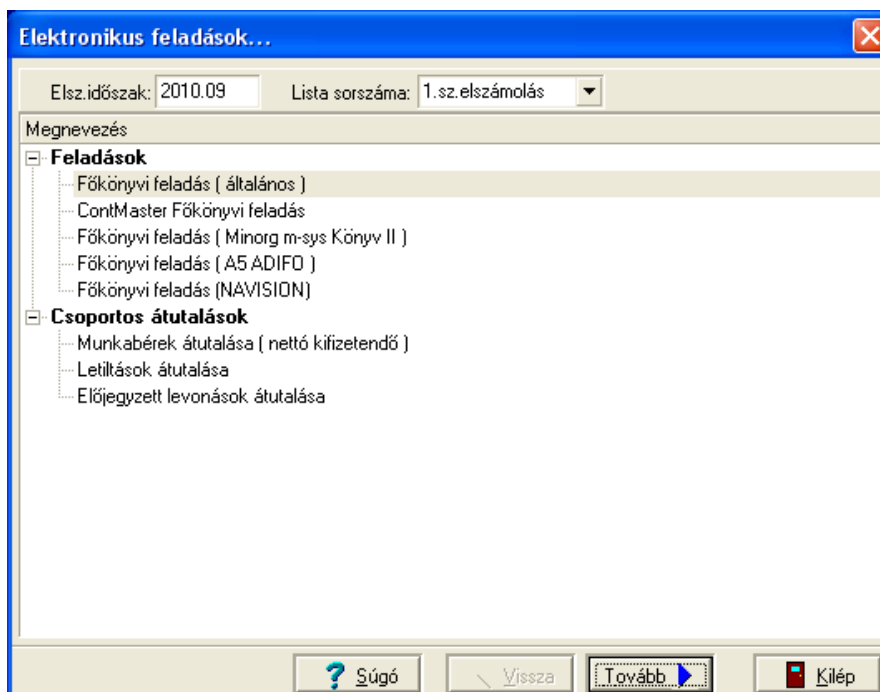 Elektronikus feladások...
Elsz.időszak: 2010.09 Lista sorszáma: 1.sz.elszámolás
Megnevezés
Feladások
Főkönyvi feladás ( általános )
ContMaster Főkönyvi feladás
Főkönyvi feladás ( Minorg m-sys Könyv II )
Főkönyvi feladás ( A5 ADIFO )
Főkönyvi feladás (NAVISION)
Csoportos átutalások
Munkabérek átutalása ( nettó kifizetendő )
Letiltások átutalása
Előjegyzett levonások átutalása
? Súgó Vissza Tovább Kilép